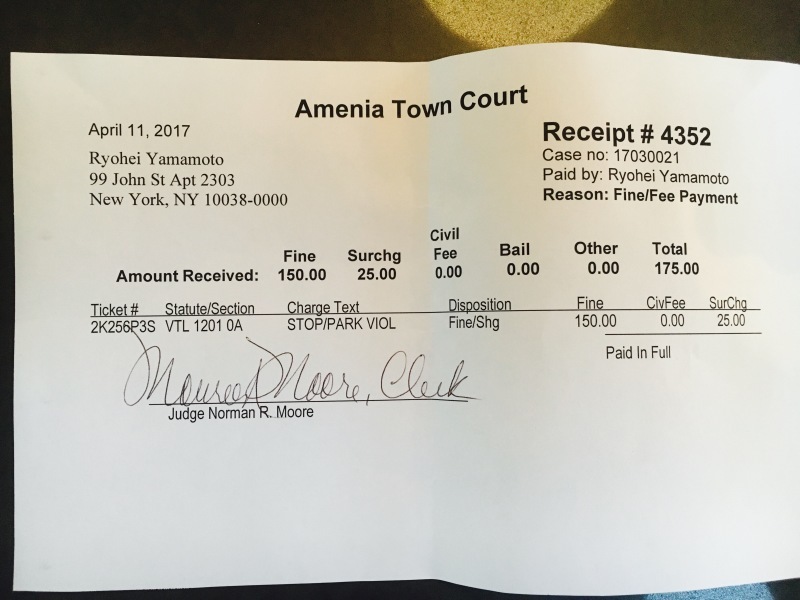 Amenia Town Court
April 11, 2017
Ryohei Yamamoto
99 John St Apt 2303
New York, NY 10038-0000
Receipt # 4352
Case no: 17030021
Paid by: Ryohei Yamamoto
Reason: Fine/Fee Payment
Fine Surchg Civil Fee Bail Other Total
Amount Received: 150.00 25.00 0.00 0.00 0.00 175.00
Ticket # Statute/Section Charge Text Disposition Fine CivFee SurChg
2K256P3S VTL 1201 0A STOP/PARK VIOL Fine/Shg 150.00 0.00 25.00
Paid In Full
Maureen Moore, Clerk
Judge Norman R. Moore